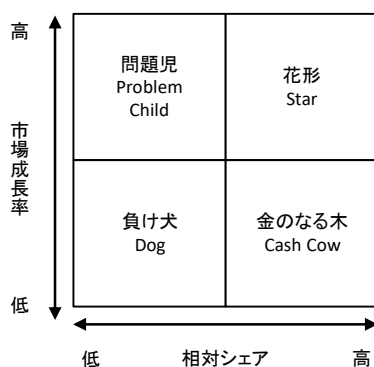 高
問題児
Problem
Child
花形
Star
市場成長率
負け犬
Dog
金のなる木
Cash Cow
低
低
相対シェア
高